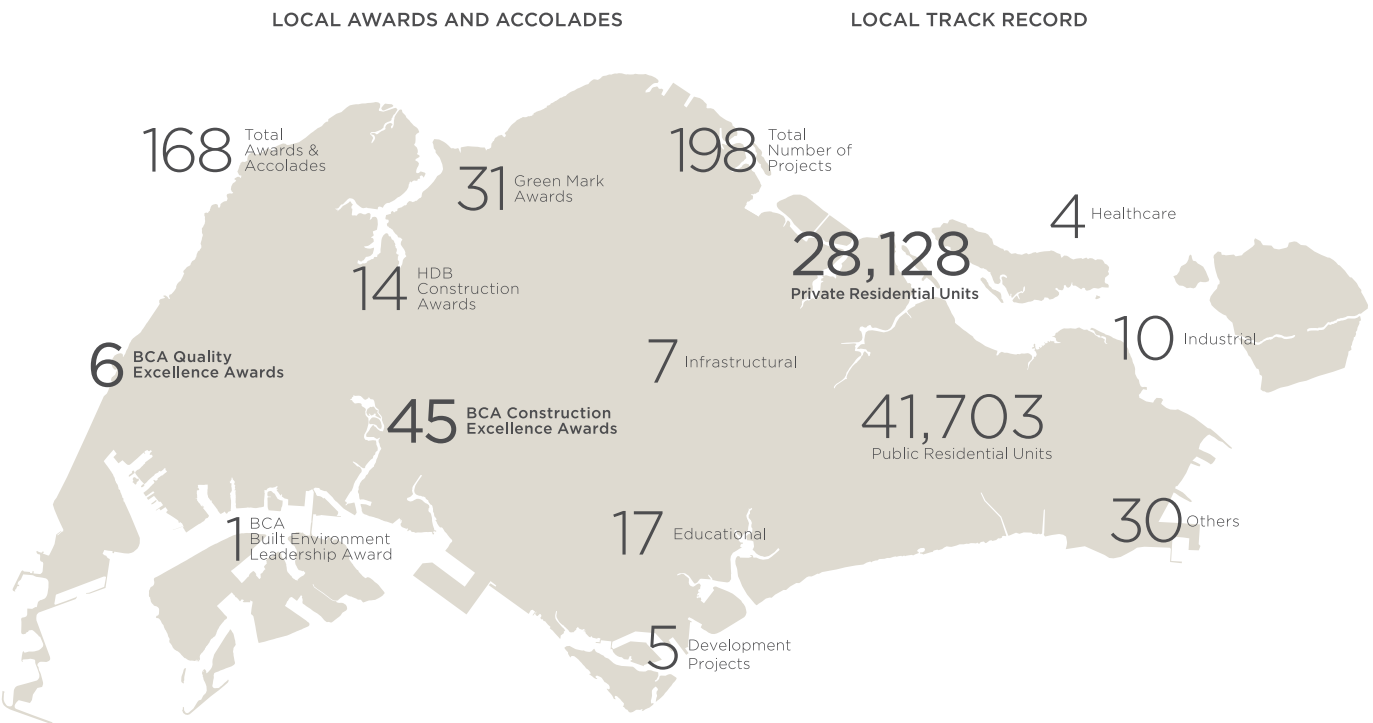 LOCAL AWARDS AND ACCOLADES
LOCAL TRACK RECORD
168 Total
Awards &
Accolades
31 Green Mark
Awards
14 HDB
Construction
Awards
6 BCA Quality
Excellence Awards
45 BCA Construction
Excellence Awards
1 BCA
Built Environment
Leadership Award
198 Total
Number of
Projects
4 Healthcare
28,128
Private Residential Units
10 Industrial
7 Infrastructural
41,703
Public Residential Units
17 Educational
30 Others
5 Development
Projects